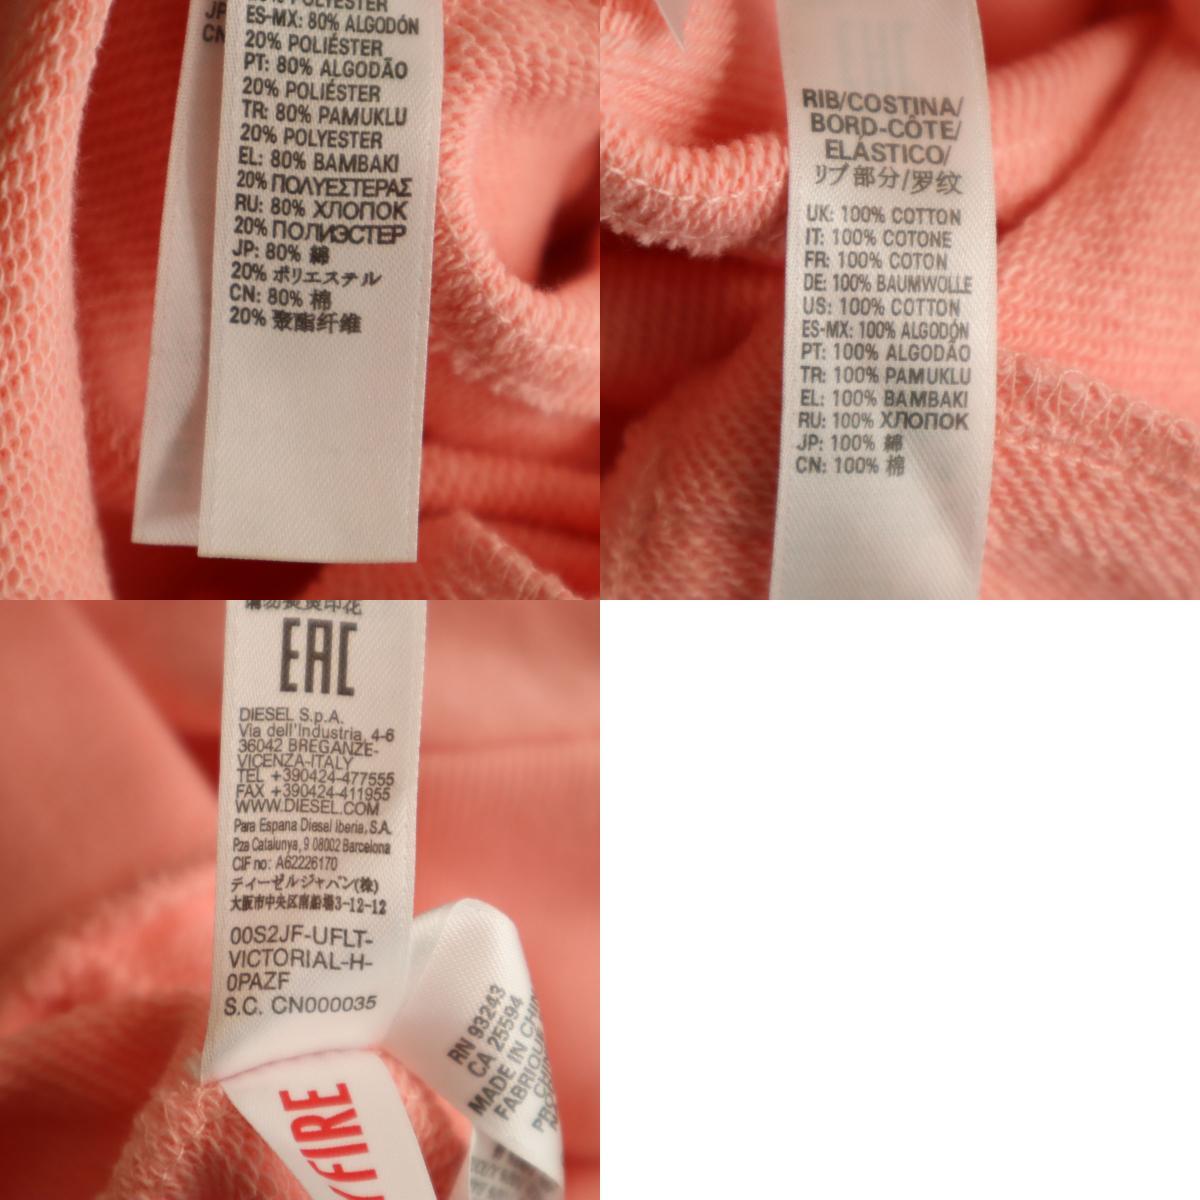 JP
CN
ES-MX: 80% ALGODÓN
20% POLIÉSTER
PT: 80% ALGODÃO
20% POLIÉSTER
TR: 80% PAMUKLU
20% POLYESTER
EL: 80% BAMBAKI
20% ΠΟΛΥΕΣΤΕΡΑΣ
RU: 80% ХЛОПОК
20% ПОЛИЭСТЕР
JP: 80% 綿
20% ポリエステル
CN: 80% 棉
20% 聚酯纤维
RIB/COSTINA/
BORD-CÔTE/
ELÁSTICO/
リブ部分/罗纹
UK: 100% COTTON
IT: 100% COTONE
FR: 100% COTON
DE: 100% BAUMWOLLE
US: 100% COTTON
ES-MX: 100% ALGODÓN
PT: 100% ALGODÃO
TR: 100% PAMUKLU
EL: 100% BAMBAKI
RU: 100% ХЛОПОК
JP: 100% 綿
CN: 100% 棉
EAC
DIESEL S.p.A.
Via dell'Industria, 4-6
36042 BREGANZE-
VICENZA-ITALY
TEL +390424-477555
FAX +390424-411955
WWW.DIESEL.COM
Para Espana Diesel Iberia, S.A.
Pza Catalunya, 9 08002 Barcelona
CIF no: A62226170
ディーゼルジャパン(株)
大阪市中央区南船場3-12-12
00S2JF-UFLT-
VICTORIAL-H-
0PAZF
S.C. CN000035
RN 93243
CA 25594
MADE IN CHI
FABRIQU
FIRE